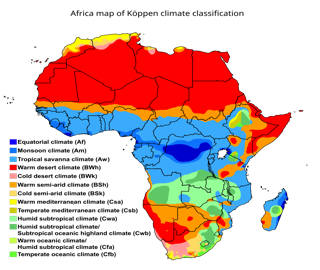 Africa map of Köppen climate classification
Equatorial climate (Af)
Monsoon climate (Am)
Tropical savanna climate (Aw)
Warm desert climate (BWh)
Cold desert climate (BWk)
Warm semi-arid climate (BSh)
Cold semi-arid climate (BSk)
Warm mediterranean climate (Csa)
Temperate mediterranean climate (Csb)
Humid subtropical climate (Cwa)
Humid subtropical climate/
Subtropical oceanic highland climate (Cwb)
Warm oceanic climate/
Humid subtropical climate (Cfa)
Temperate oceanic climate (Cfb)